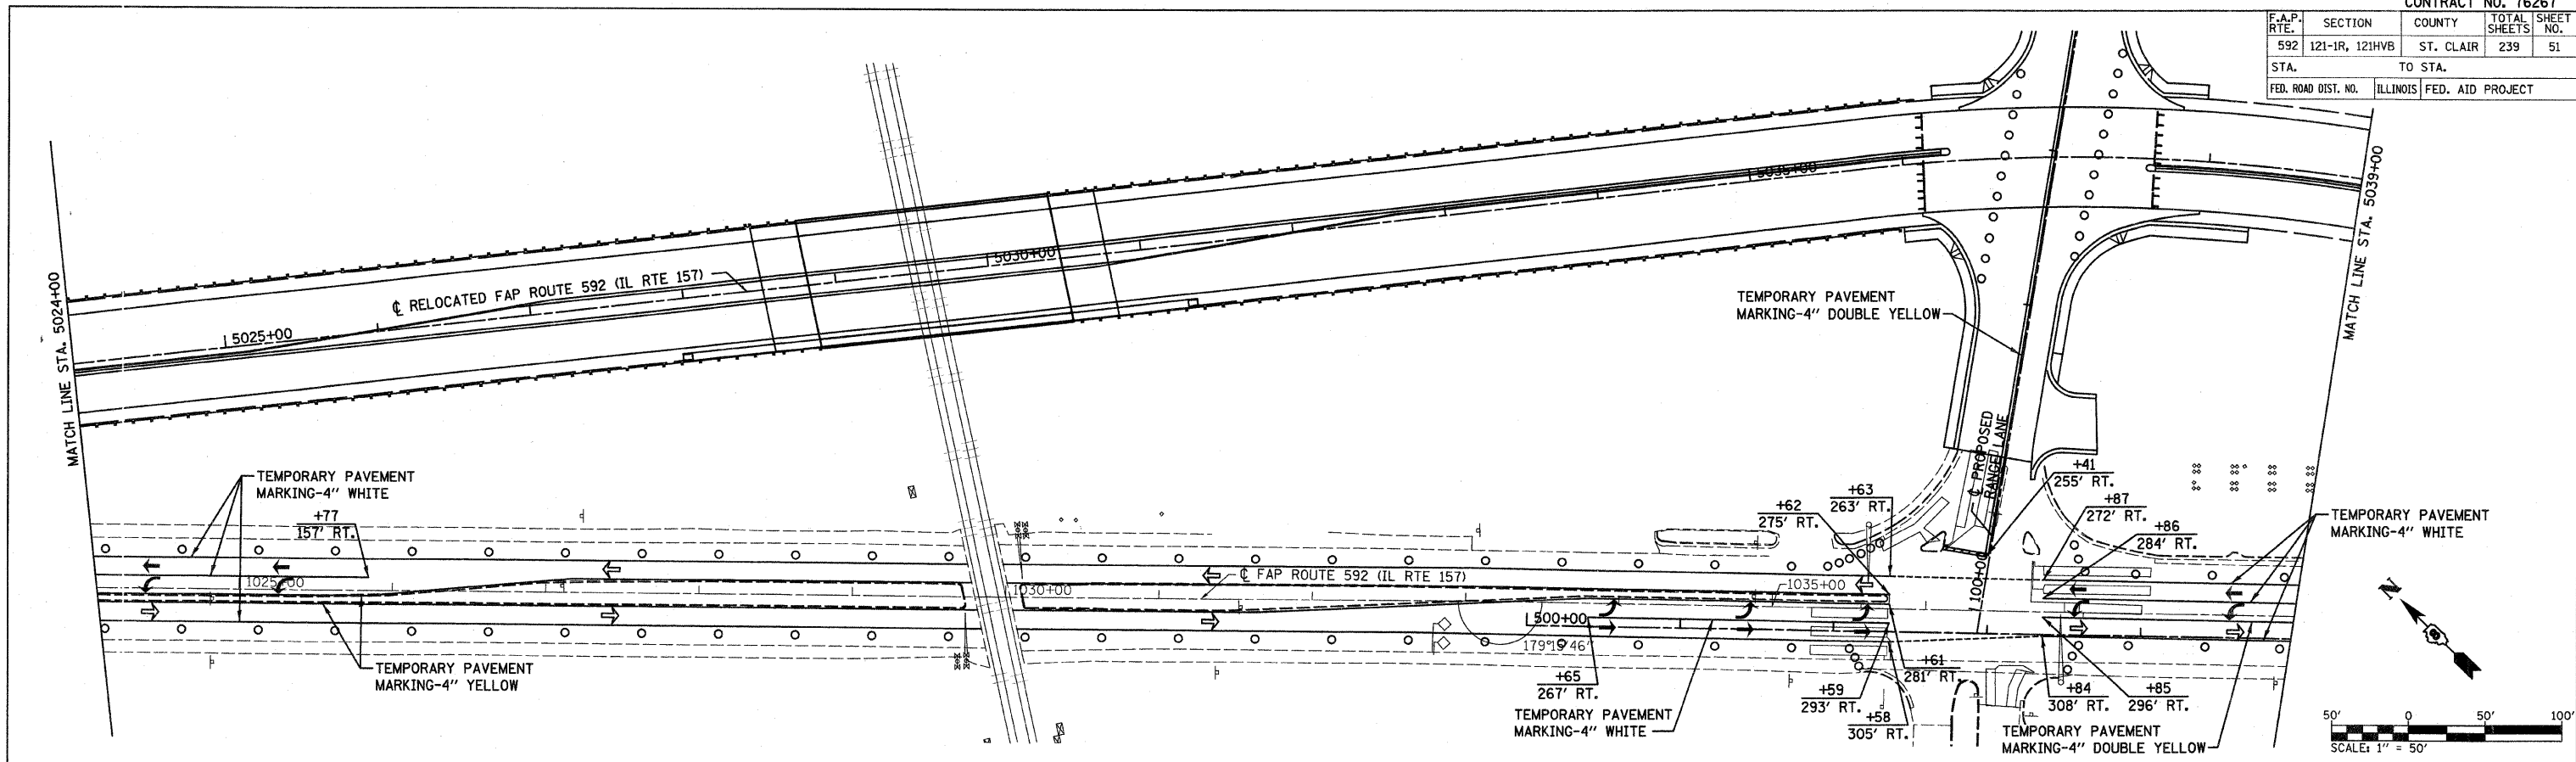 CONTRACT NO. 76267
F.A.P. RTE. SECTION COUNTY TOTAL SHEETS SHEET NO.
592 121-1R, 121HVB ST. CLAIR 239 51
STA. TO STA.
FED. ROAD DIST. NO. ILLINOIS FED. AID PROJECT
MATCH LINE STA. 5024+00
MATCH LINE STA. 5039+00
5025+00
℄ RELOCATED FAP ROUTE 592 (IL RTE 157)
5030+00
5035+00
TEMPORARY PAVEMENT
MARKING-4" DOUBLE YELLOW
℄ PROPOSED
RANGE LANE
TEMPORARY PAVEMENT
MARKING-4" WHITE
+77
157' RT.
1025+00
1030+00
℄ FAP ROUTE 592 (IL RTE 157)
1035+00
1100+00
500+00
179°19'46"
+62
275' RT.
+63
263' RT.
+41
255' RT.
+87
272' RT.
+86
284' RT.
TEMPORARY PAVEMENT
MARKING-4" WHITE
TEMPORARY PAVEMENT
MARKING-4" YELLOW
+65
267' RT.
TEMPORARY PAVEMENT
MARKING-4" WHITE
+59
293' RT.
+61
281' RT.
+58
305' RT.
+84
308' RT.
+85
296' RT.
TEMPORARY PAVEMENT
MARKING-4" DOUBLE YELLOW
N
50' 0 50' 100'
SCALE: 1" = 50'